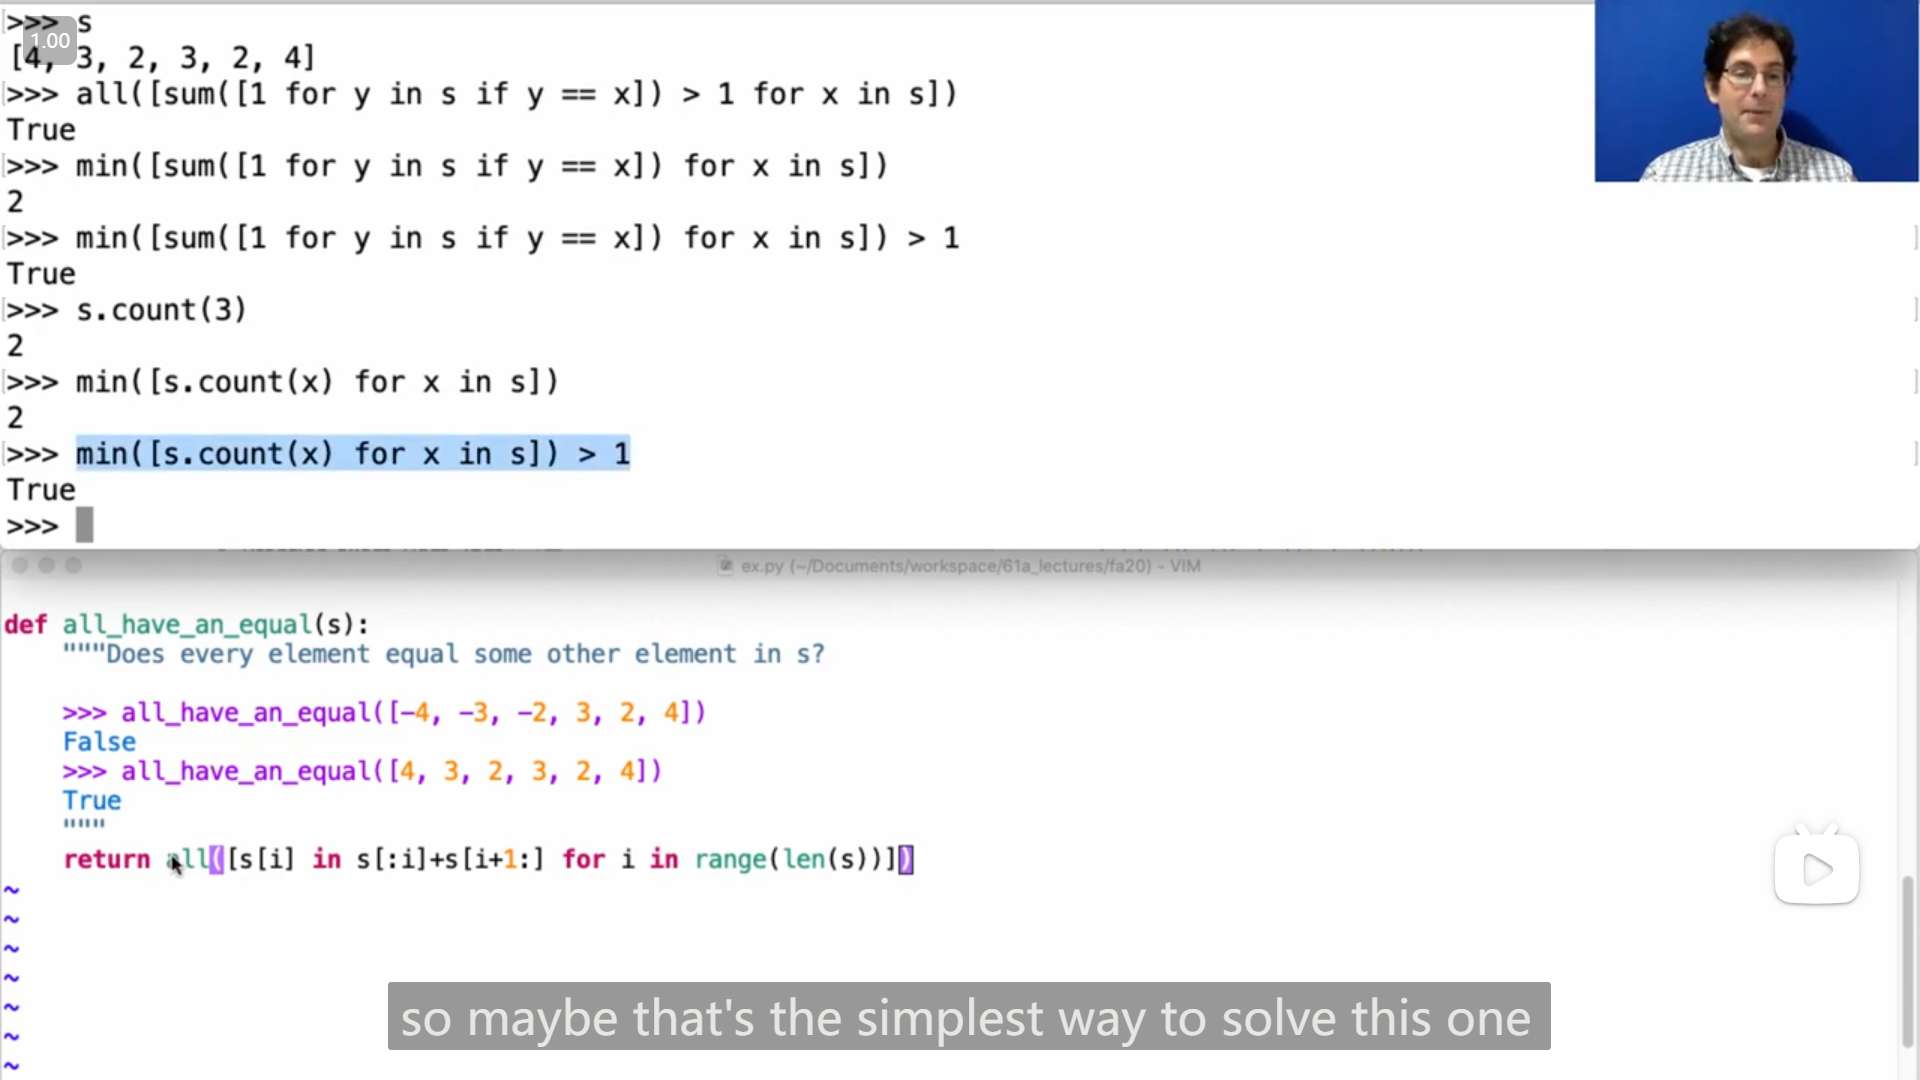 >>> s
1.00
[4, 3, 2, 3, 2, 4]
>>> all([sum([1 for y in s if y == x]) > 1 for x in s])
True
>>> min([sum([1 for y in s if y == x]) for x in s])
2
>>> min([sum([1 for y in s if y == x]) for x in s]) > 1
True
>>> s.count(3)
2
>>> min([s.count(x) for x in s])
2
>>> min([s.count(x) for x in s]) > 1
True
>>>
ex.py (~/Documents/workspace/61a_lectures/fa20) - VIM
def all_have_an_equal(s):
"""Does every element equal some other element in s?
>>> all_have_an_equal([-4, -3, -2, 3, 2, 4])
False
>>> all_have_an_equal([4, 3, 2, 3, 2, 4])
True
"""
return all([s[i] in s[:i]+s[i+1:] for i in range(len(s))])
~
~
~
~
~
~
~
so maybe that's the simplest way to solve this one